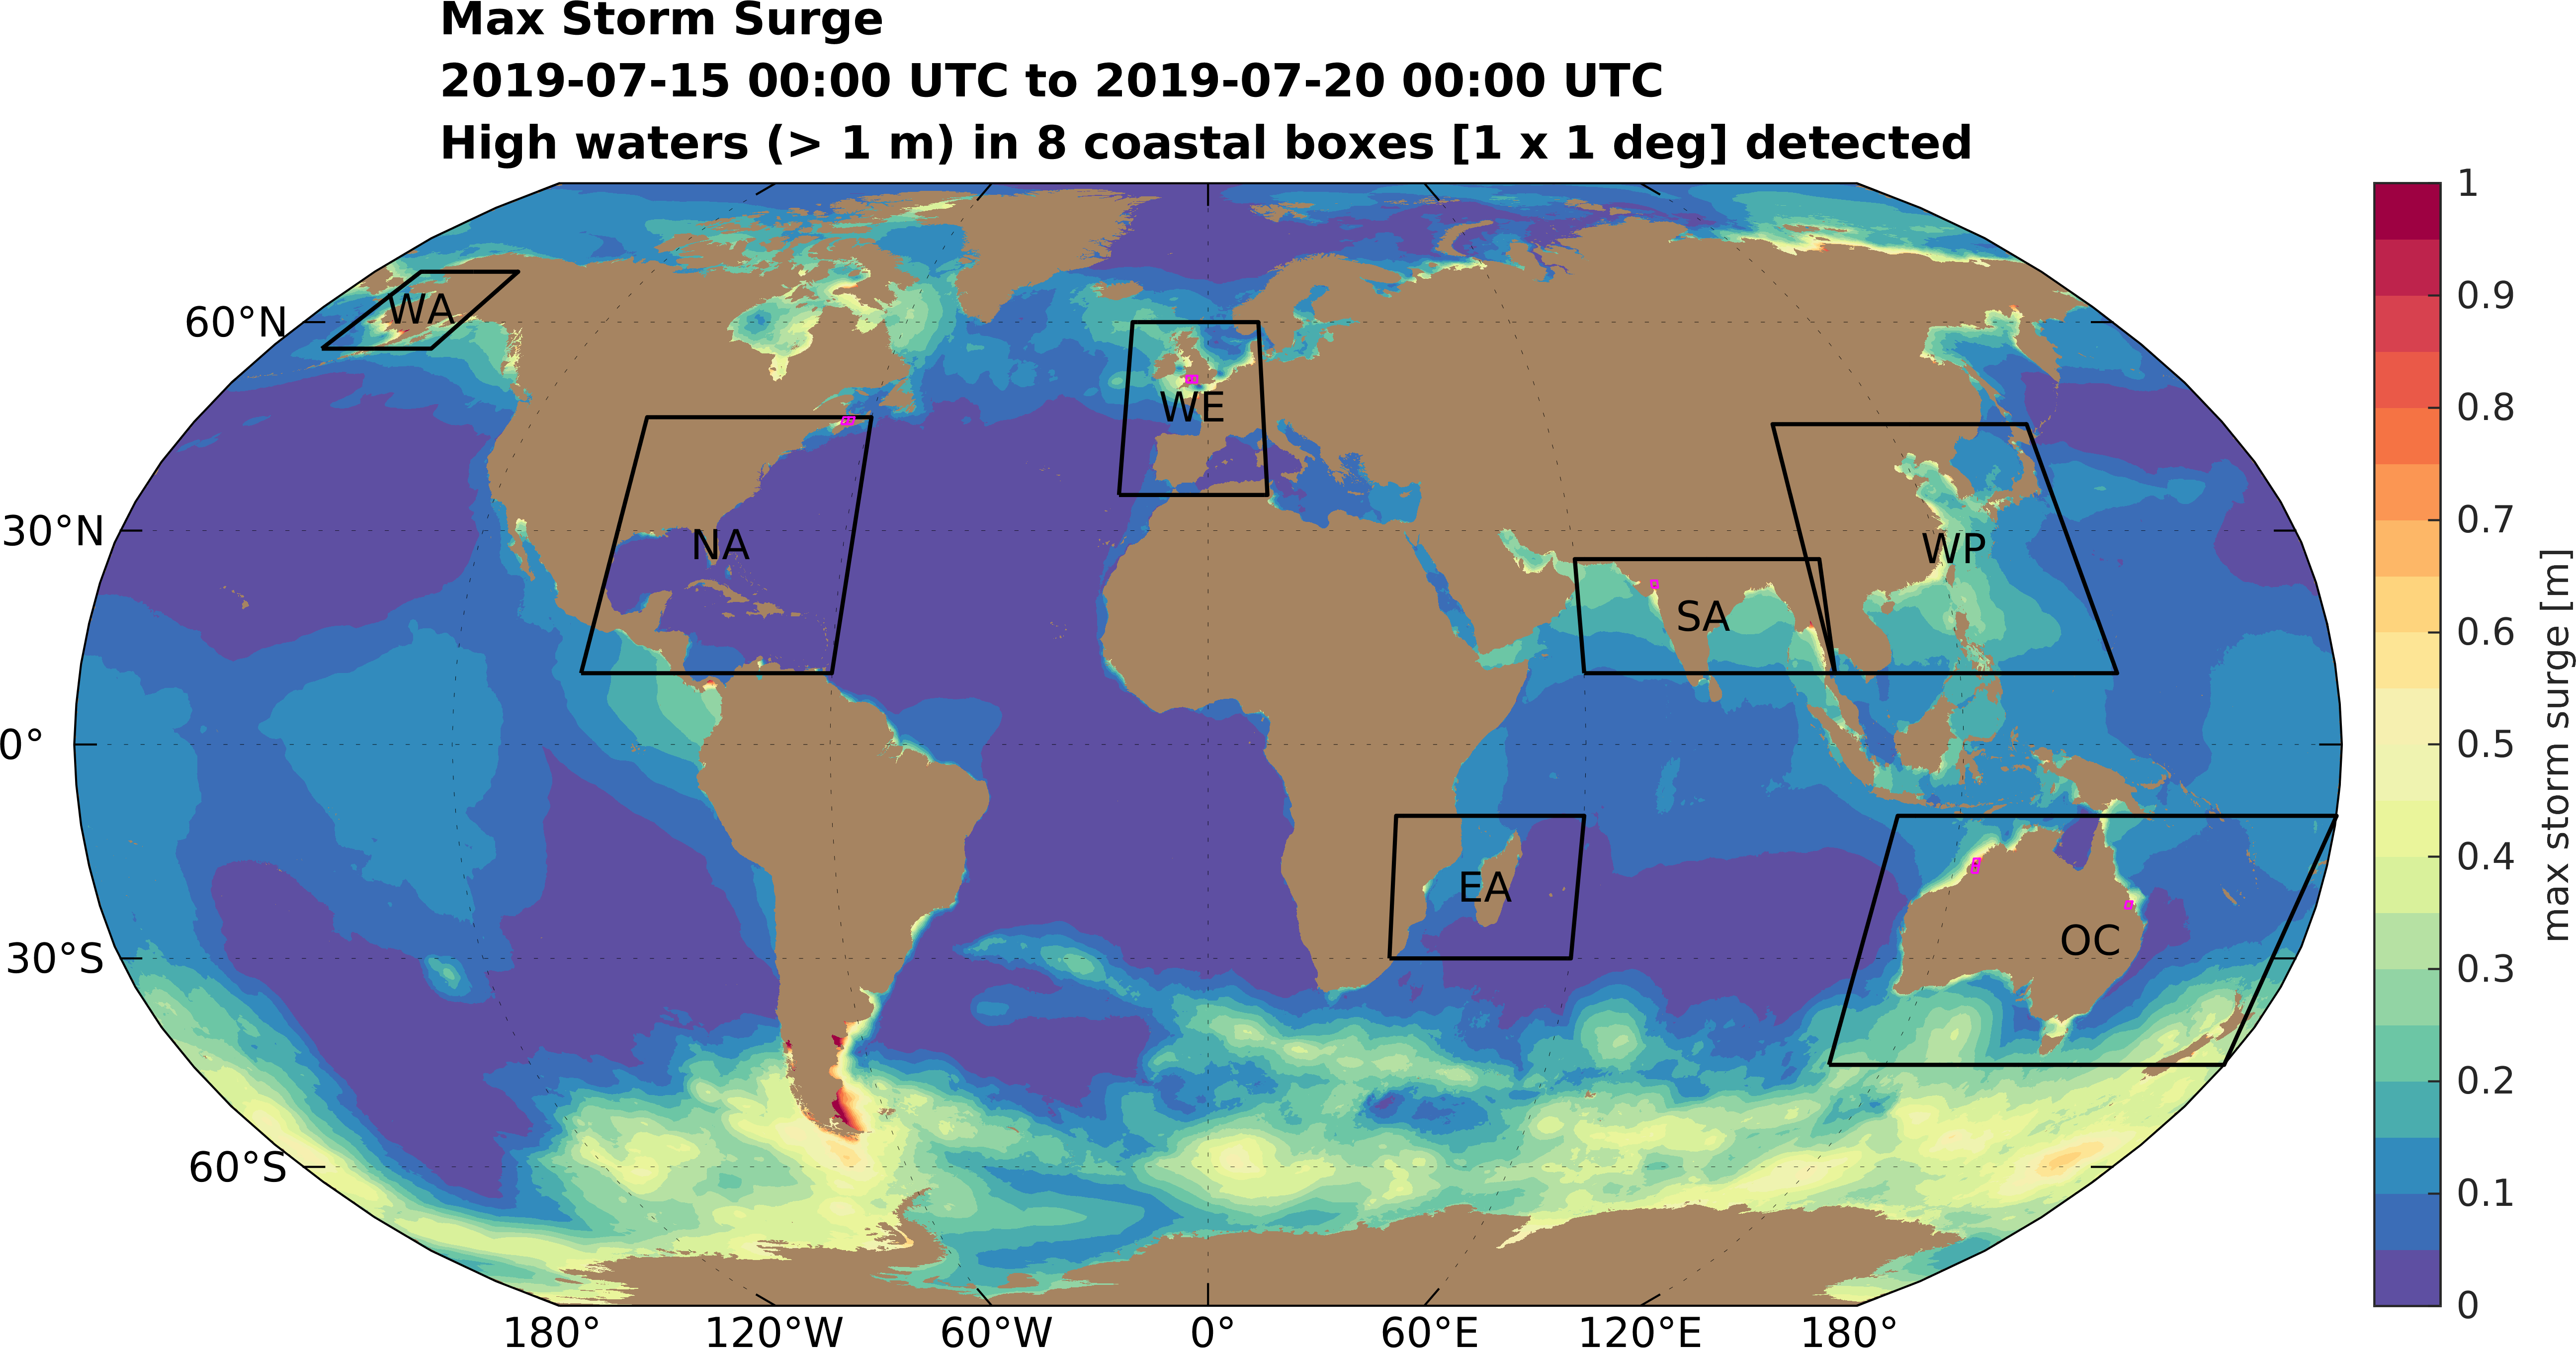 Max Storm Surge
2019-07-15 00:00 UTC to 2019-07-20 00:00 UTC
High waters (> 1 m) in 8 coastal boxes [1 x 1 deg] detected
60°N
30°N
0°
30°S
60°S
WA
NA
WE
SA
WP
EA
OC
180°
120°W
60°W
0°
60°E
120°E
180°
1
0.9
0.8
0.7
0.6
0.5
0.4
0.3
0.2
0.1
0
max storm surge [m]